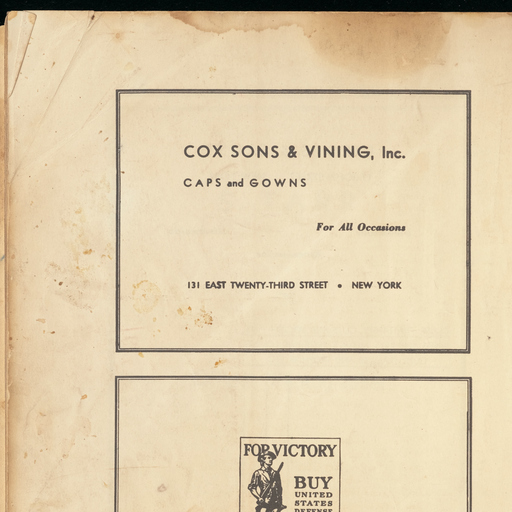 COX SONS & VINING, Inc.
CAPS and GOWNS
For All Occasions
131 EAST TWENTY-THIRD STREET • NEW YORK
FOR VICTORY
BUY
UNITED
STATES
DEFENSE